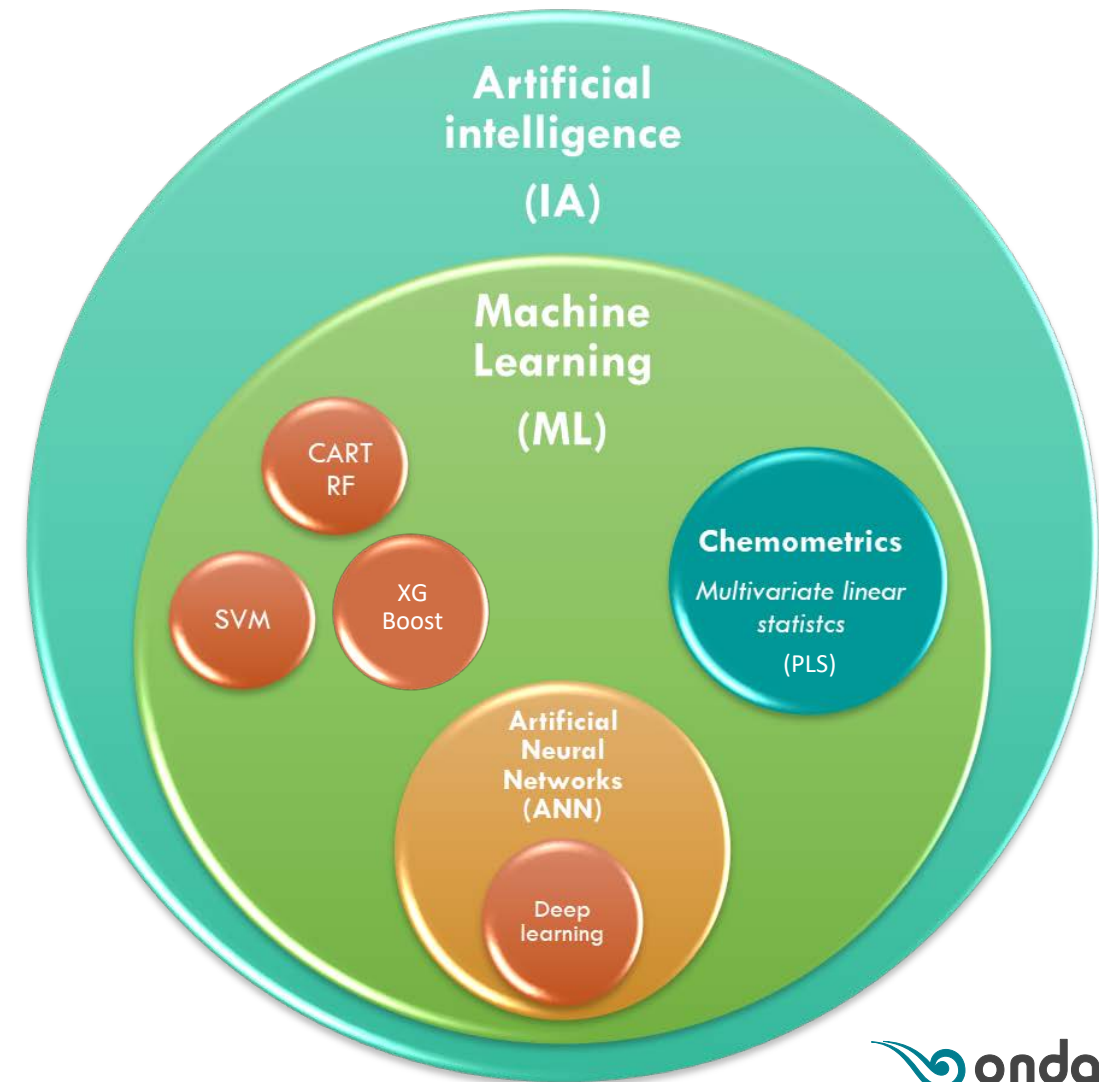 Artificial
intelligence
(IA)
Machine
Learning
(ML)
CART
RF
SVM
XG
Boost
Chemometrics
Multivariate linear
statistcs
(PLS)
Artificial
Neural
Networks
(ANN)
Deep
learning
onda